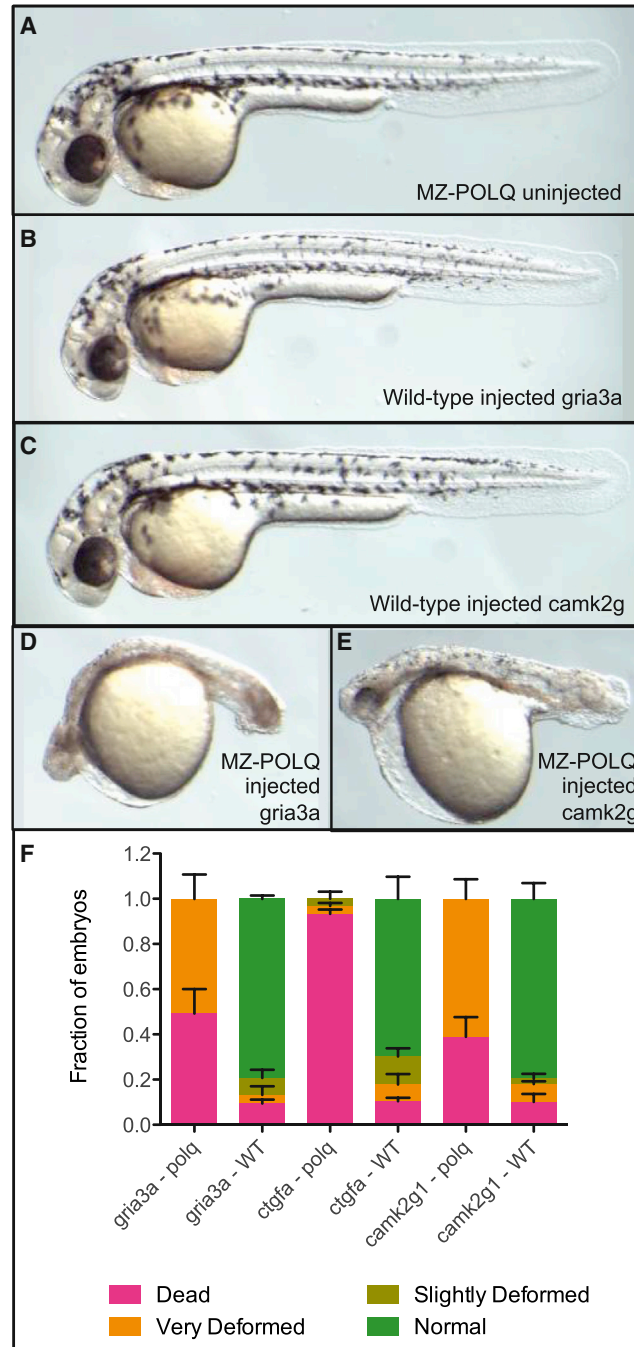 A
MZ-POLQ uninjected
B
Wild-type injected gria3a
C
Wild-type injected camk2g
D
MZ-POLQ
injected
gria3a
E
MZ-POLQ
injected
camk2g
F
1.2
1.0
0.8
0.6
0.4
0.2
0.0
Fraction of embryos
gria3a - polq
gria3a - WT
ctgfa - polq
ctgfa - WT
camk2g1 - polq
camk2g1 - WT
Dead
Slightly Deformed
Very Deformed
Normal